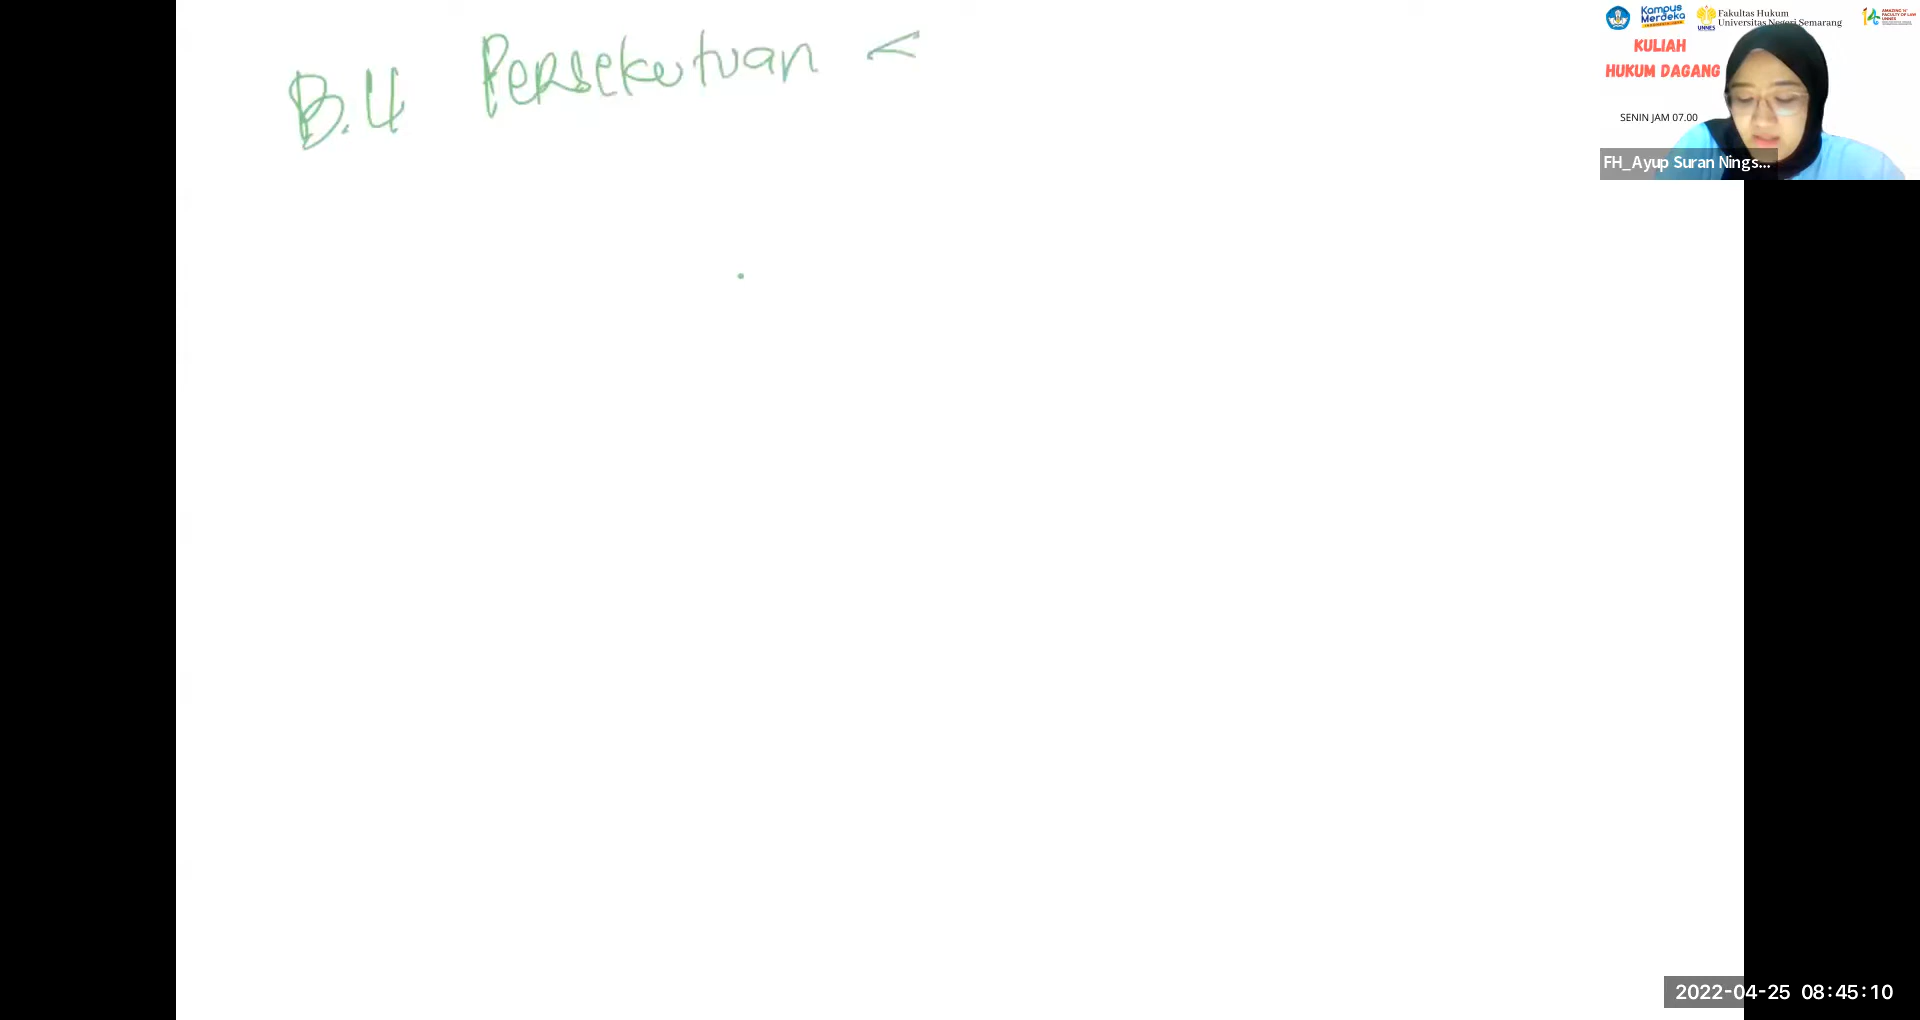 B.U Persekutuan <
Kampus
Merdeka
UNNES
Fakultas Hukum
Universitas Negeri Semarang
KULIAH
HUKUM DAGANG
SENIN JAM 07.00
FH_Ayup Suran Nings...
2022-04-25 08:45:10